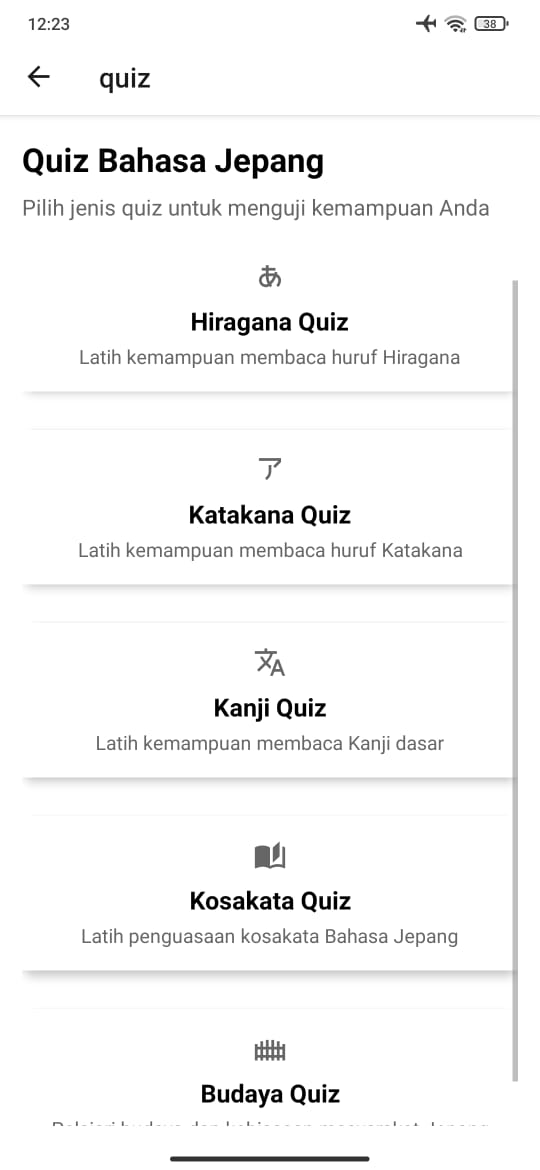 12:23
38
quiz
Quiz Bahasa Jepang
Pilih jenis quiz untuk menguji kemampuan Anda
あ
Hiragana Quiz
Latih kemampuan membaca huruf Hiragana
ア
Katakana Quiz
Latih kemampuan membaca huruf Katakana
文A
Kanji Quiz
Latih kemampuan membaca Kanji dasar
Kosakata Quiz
Latih penguasaan kosakata Bahasa Jepang
Budaya Quiz